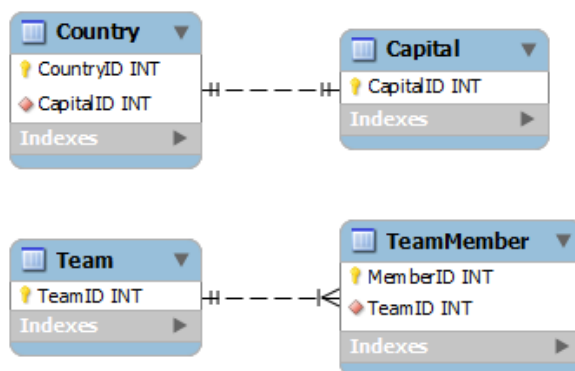 Country
CountryID INT
CapitalID INT
Indexes
Capital
CapitalID INT
Indexes
Team
TeamID INT
Indexes
TeamMember
MemberID INT
TeamID INT
Indexes